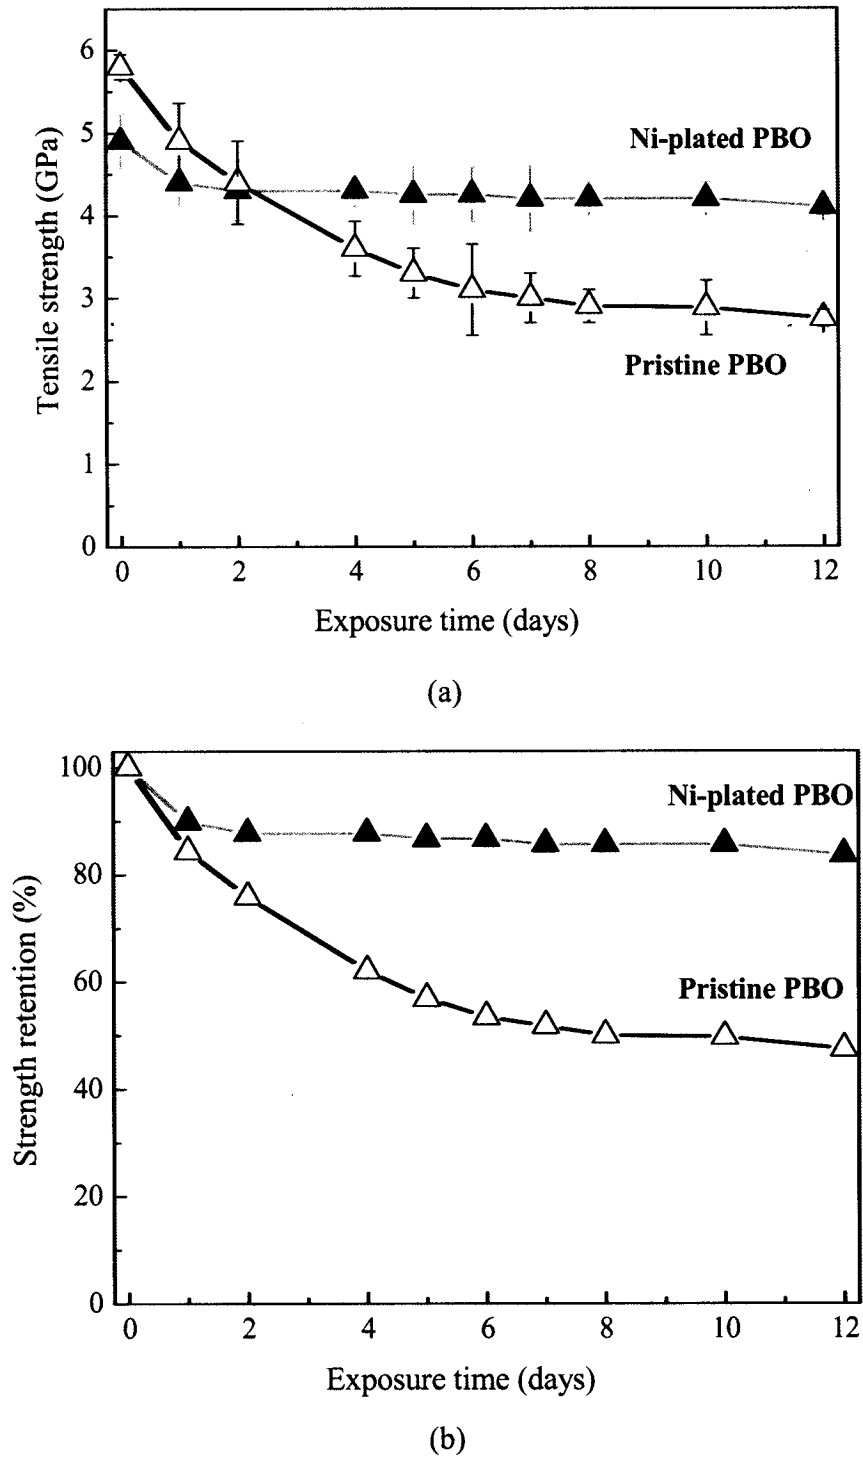 6
5
4
3
2
1
0
Tensile strength (GPa)
Ni-plated PBO
Pristine PBO
0 2 4 6 8 10 12
Exposure time (days)
(a)
100
80
60
40
20
0
Strength retention (%)
Ni-plated PBO
Pristine PBO
0 2 4 6 8 10 12
Exposure time (days)
(b)